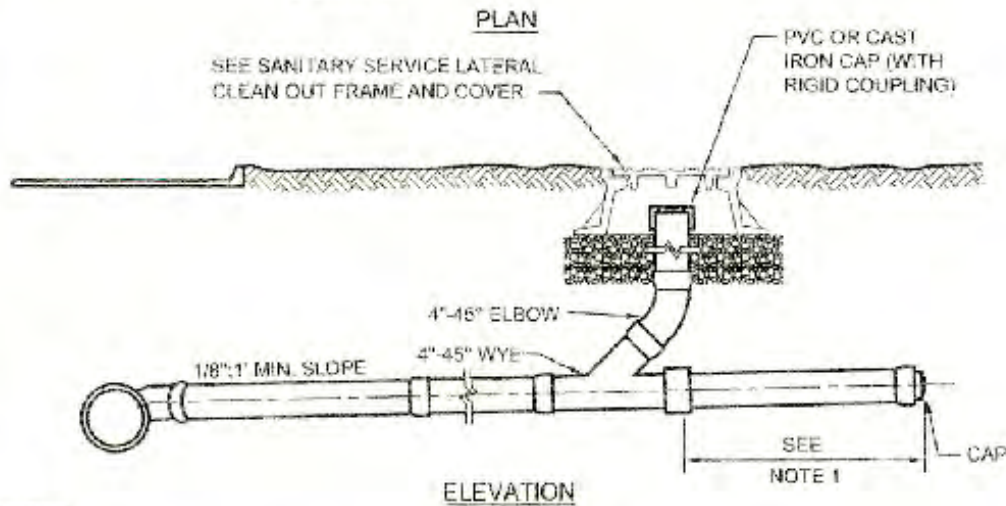 PLAN
SEE SANITARY SERVICE LATERAL
CLEAN OUT FRAME AND COVER
PVC OR CAST
IRON CAP (WITH
RIGID COUPLING)
4"-45° ELBOW
4"-45° WYE
1/8":1' MIN. SLOPE
SEE
NOTE 1
CAP
ELEVATION